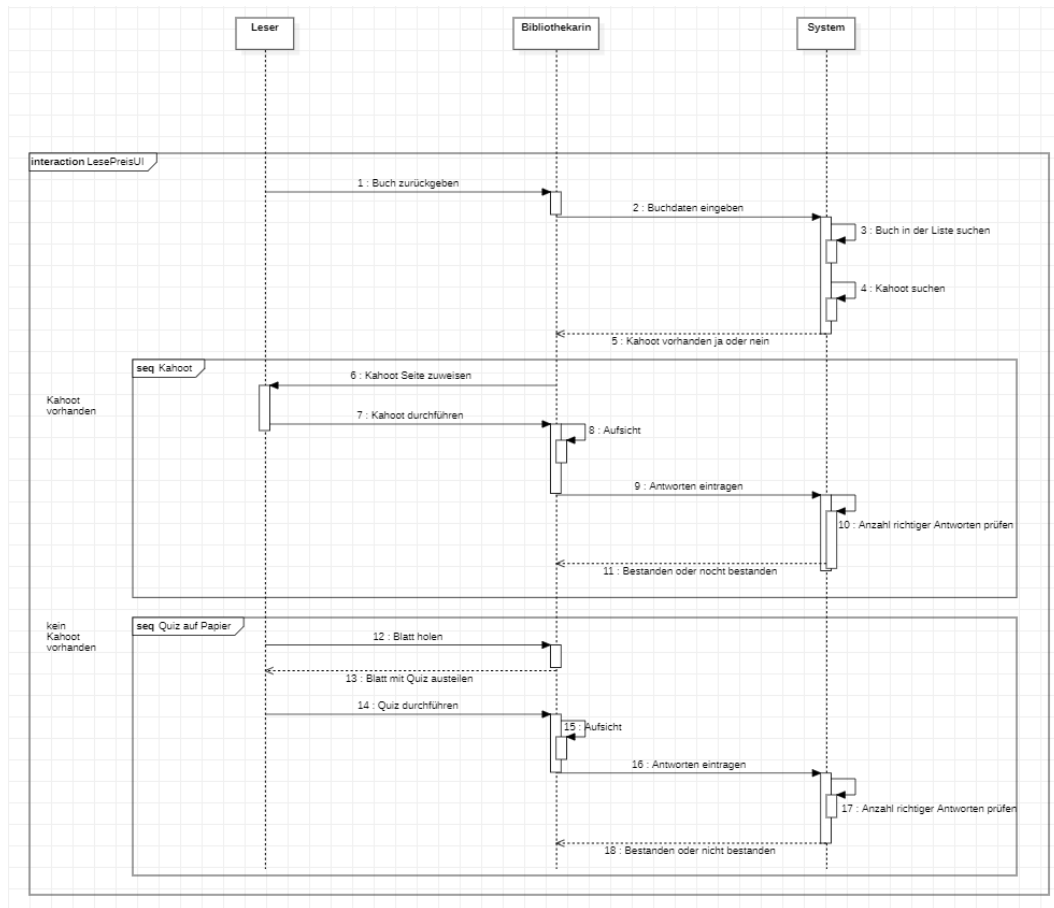 Leser
Bibliothekarin
System
interaction LesePreisUI
1 : Buch zurückgeben
2 : Buchdaten eingeben
3 : Buch in der Liste suchen
4 : Kahoot suchen
5 : Kahoot vorhanden ja oder nein
seq Kahoot
Kahoot
vorhanden
6 : Kahoot Seite zuweisen
7 : Kahoot durchführen
8 : Aufsicht
9 : Antworten eintragen
10 : Anzahl richtiger Antworten prüfen
11 : Bestanden oder nocht bestanden
kein
Kahoot
vorhanden
seq Quiz auf Papier
12 : Blatt holen
13 : Blatt mit Quiz austeilen
14 : Quiz durchführen
15 : Aufsicht
16 : Antworten eintragen
17 : Anzahl richtiger Antworten prüfen
18 : Bestanden oder nicht bestanden